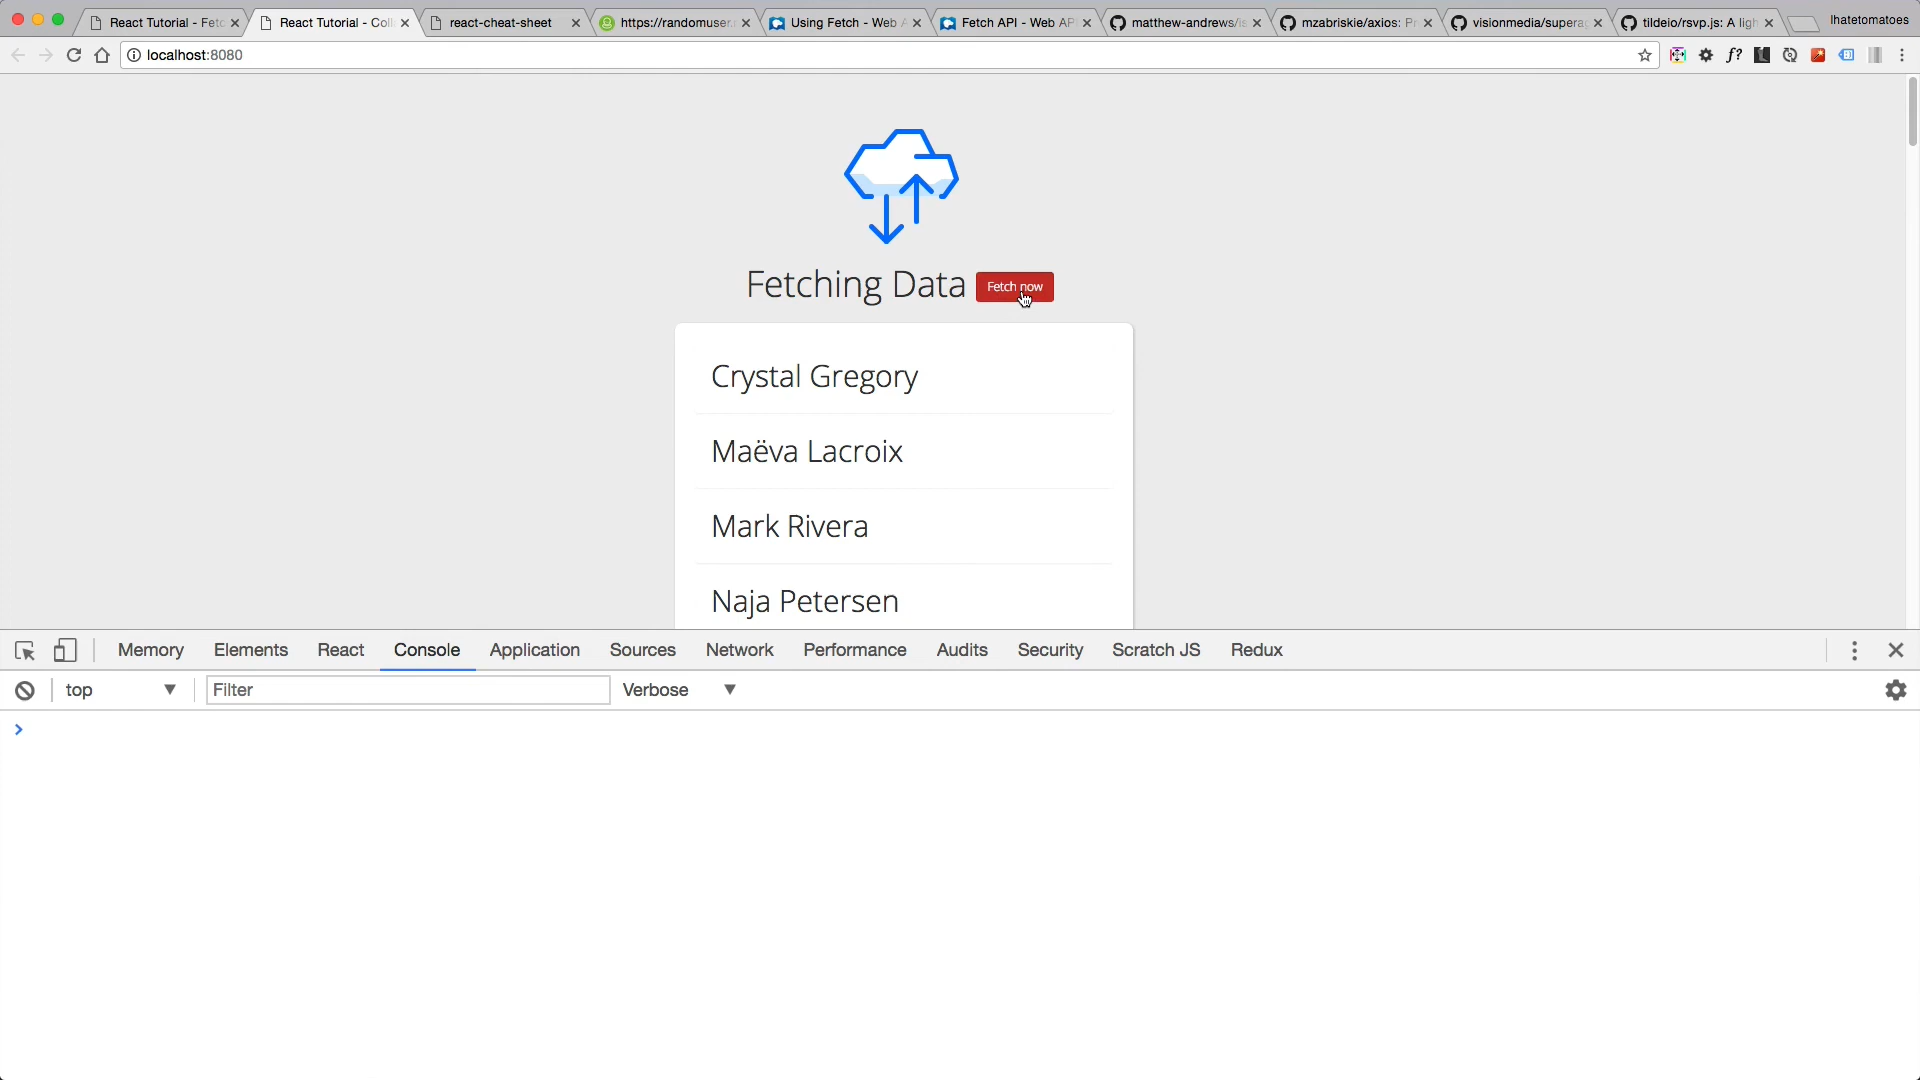 React Tutorial - Fetc
React Tutorial - Coll
react-cheat-sheet
https://randomuser.
Using Fetch - Web A
Fetch API - Web AP
matthew-andrews/is
mzabriskie/axios: Pr
visionmedia/supera
tildeio/rsvp.js: A ligh
Ihatetomatoes
localhost:8080
f?
Fetching Data
Fetch now
Crystal Gregory
Maëva Lacroix
Mark Rivera
Naja Petersen
Memory Elements React Console Application Sources Network Performance Audits Security Scratch JS Redux
top
Filter
Verbose